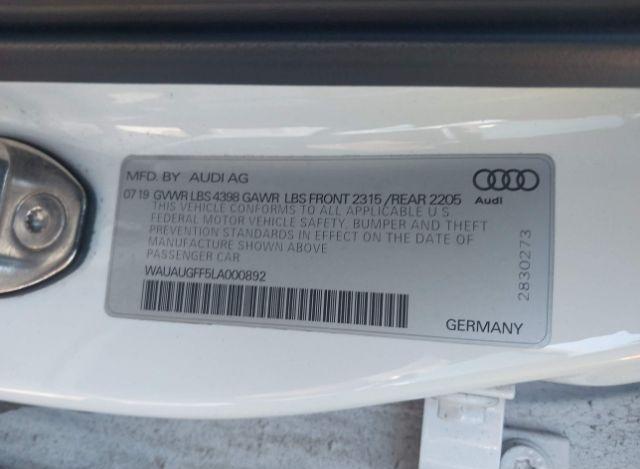 MFD. BY AUDI AG
07 19 GVWR LBS 4398 GAWR LBS FRONT 2315 /REAR 2205
THIS VEHICLE CONFORMS TO ALL APPLICABLE U S
FEDERAL MOTOR VEHICLE SAFETY, BUMPER AND THEFT
PREVENTION STANDARDS IN EFFECT ON THE DATE OF
MANUFACTURE SHOWN ABOVE
PASSENGER CAR
WAUAUGFF5LA000892
Audi
2830273
GERMANY